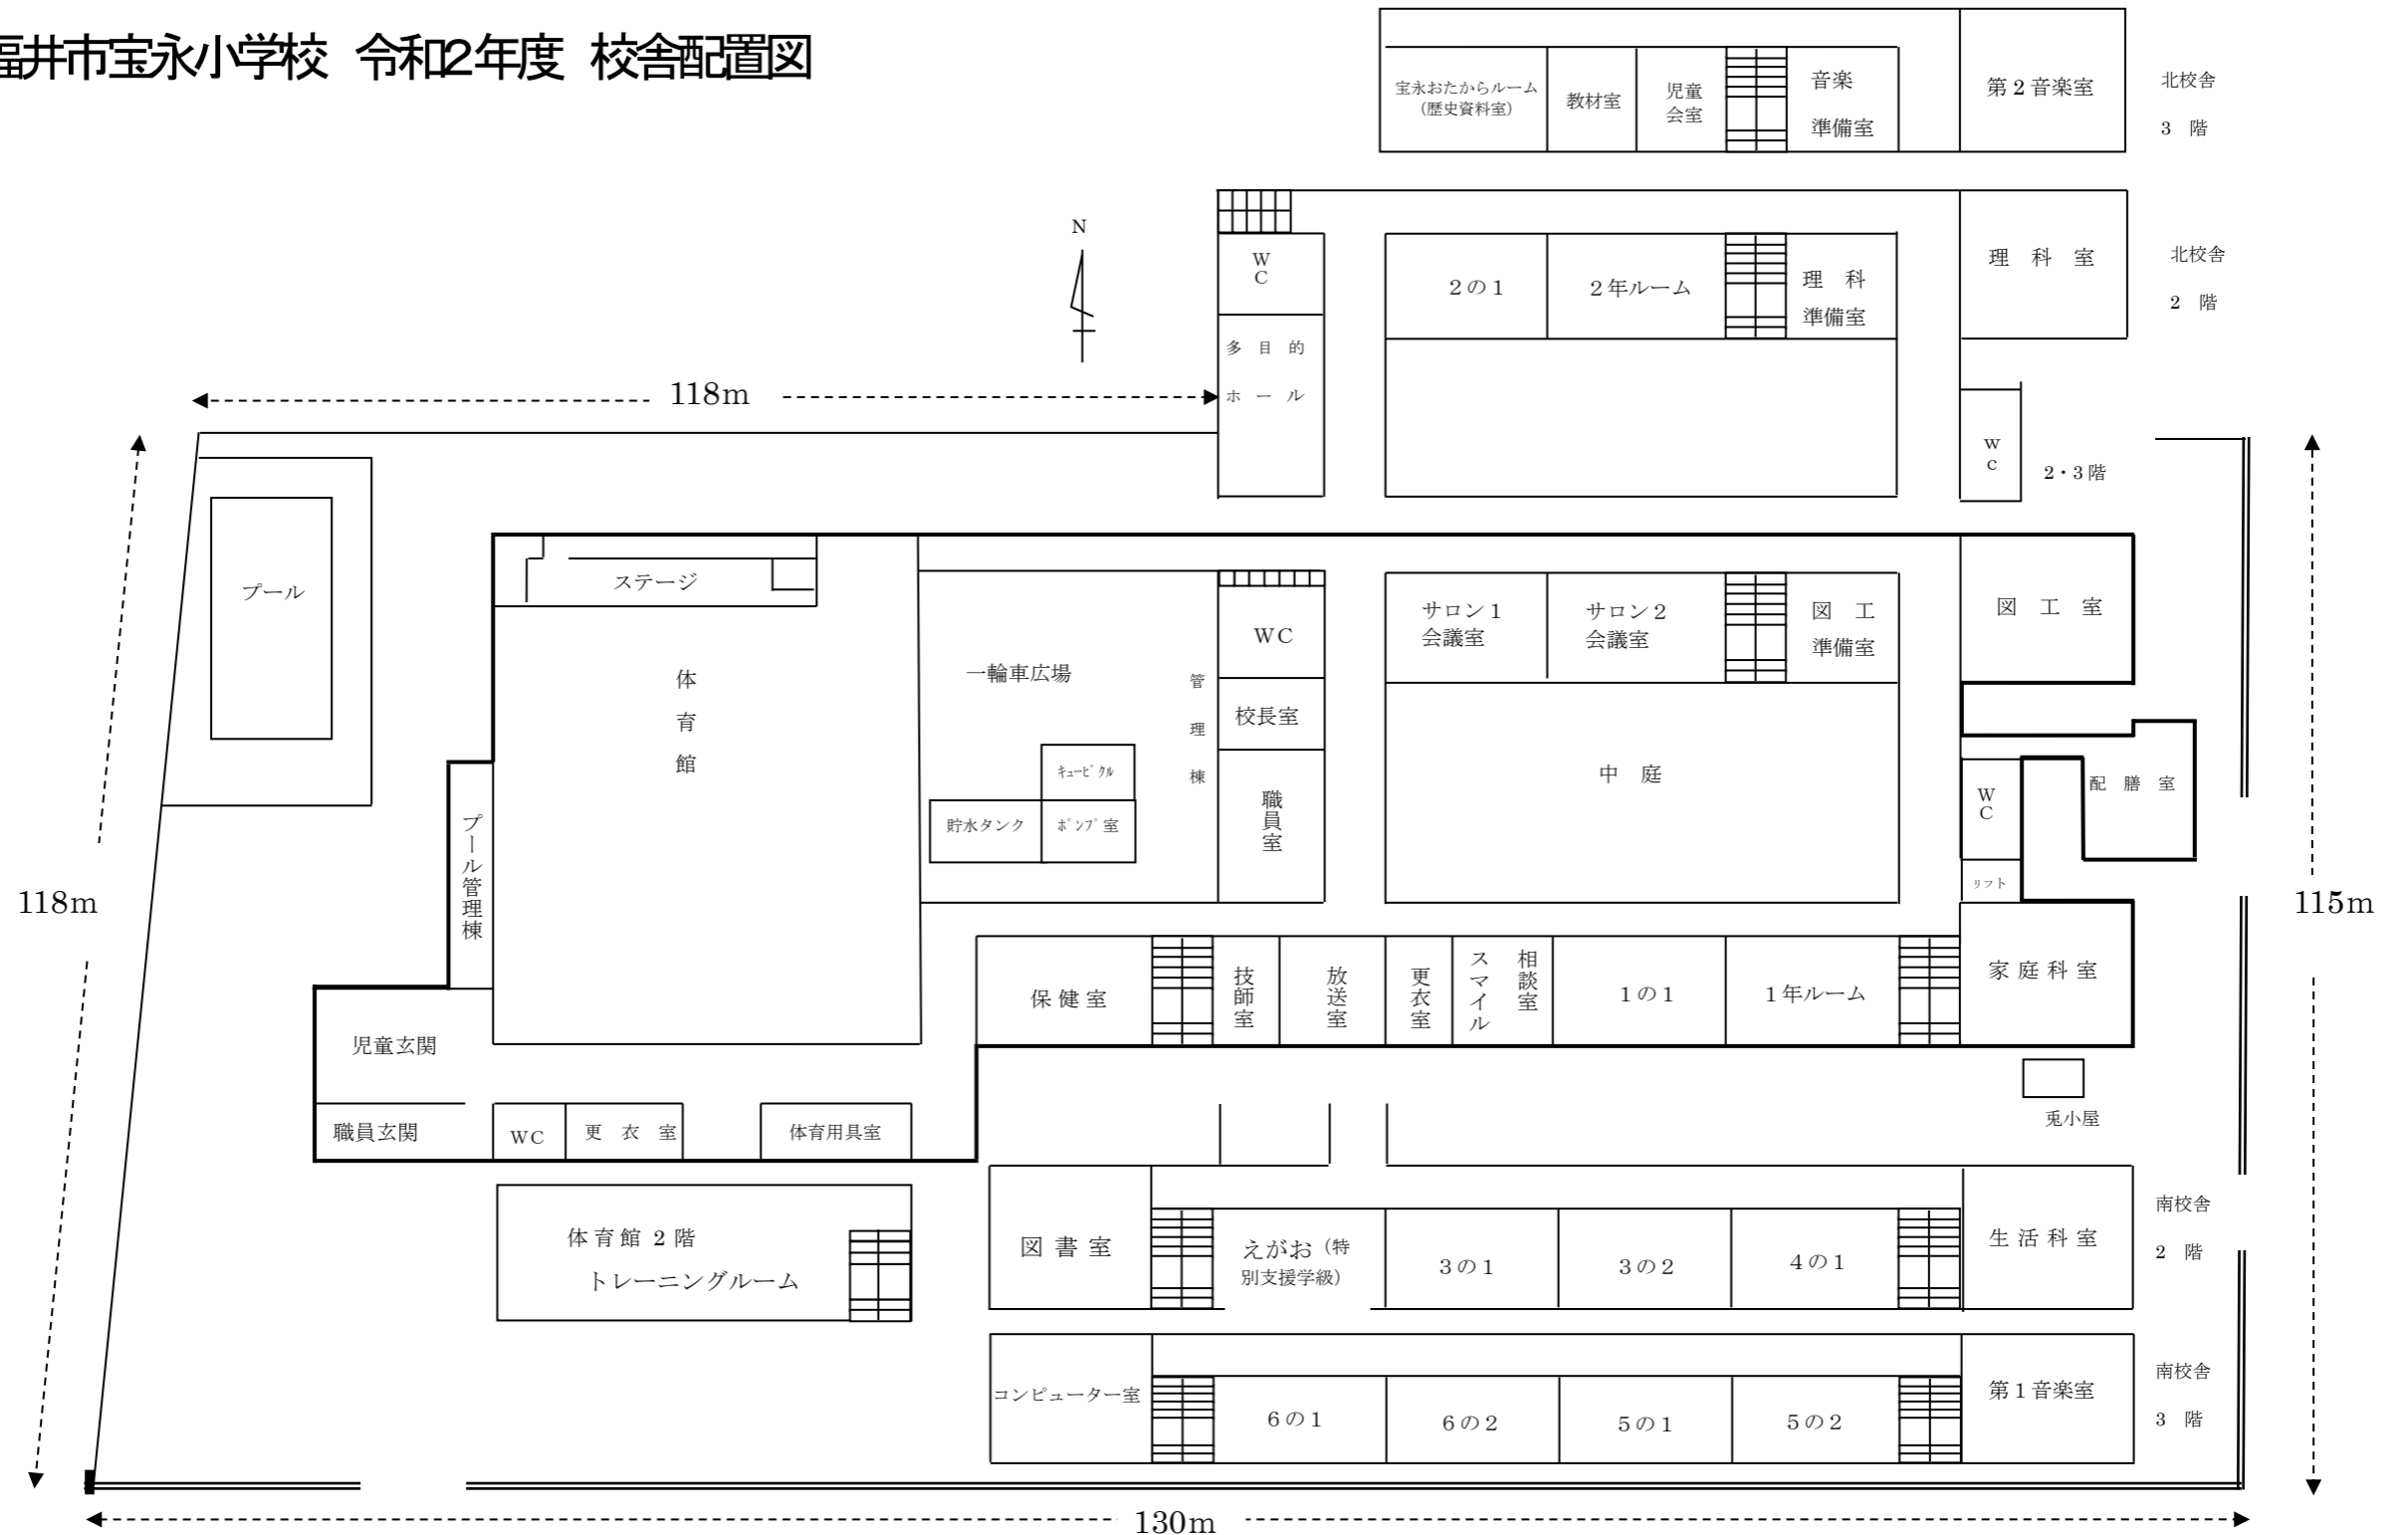 福井市宝永小学校 令和2年度 校舎配置図
宝永おたからルーム
(歴史資料室)
教材室
児童
会室
音楽
準備室
第2音楽室
北校舎
3 階
N
WC
多 目 的
ホ ー ル
2の1
2年ルーム
理 科
準備室
理 科 室
北校舎
2 階
118m
wc
2・3階
プール
ステージ
体育館
一輪車広場
キュービクル
貯水タンク
ポンプ室
管理棟
WC
校長室
職員室
サロン1
会議室
サロン2
会議室
図 工
準備室
図 工 室
中 庭
WC
リフト
配 膳 室
プール管理棟
118m
115m
保健室
技師室
放送室
更衣室
スマイル
相談室
1の1
1年ルーム
家庭科室
児童玄関
職員玄関
WC
更 衣 室
体育用具室
兎小屋
体育館2階
トレーニングルーム
図書室
えがお(特
別支援学級)
3の1
3の2
4の1
生活科室
南校舎
2 階
コンピューター室
6の1
6の2
5の1
5の2
第1音楽室
南校舎
3 階
130m